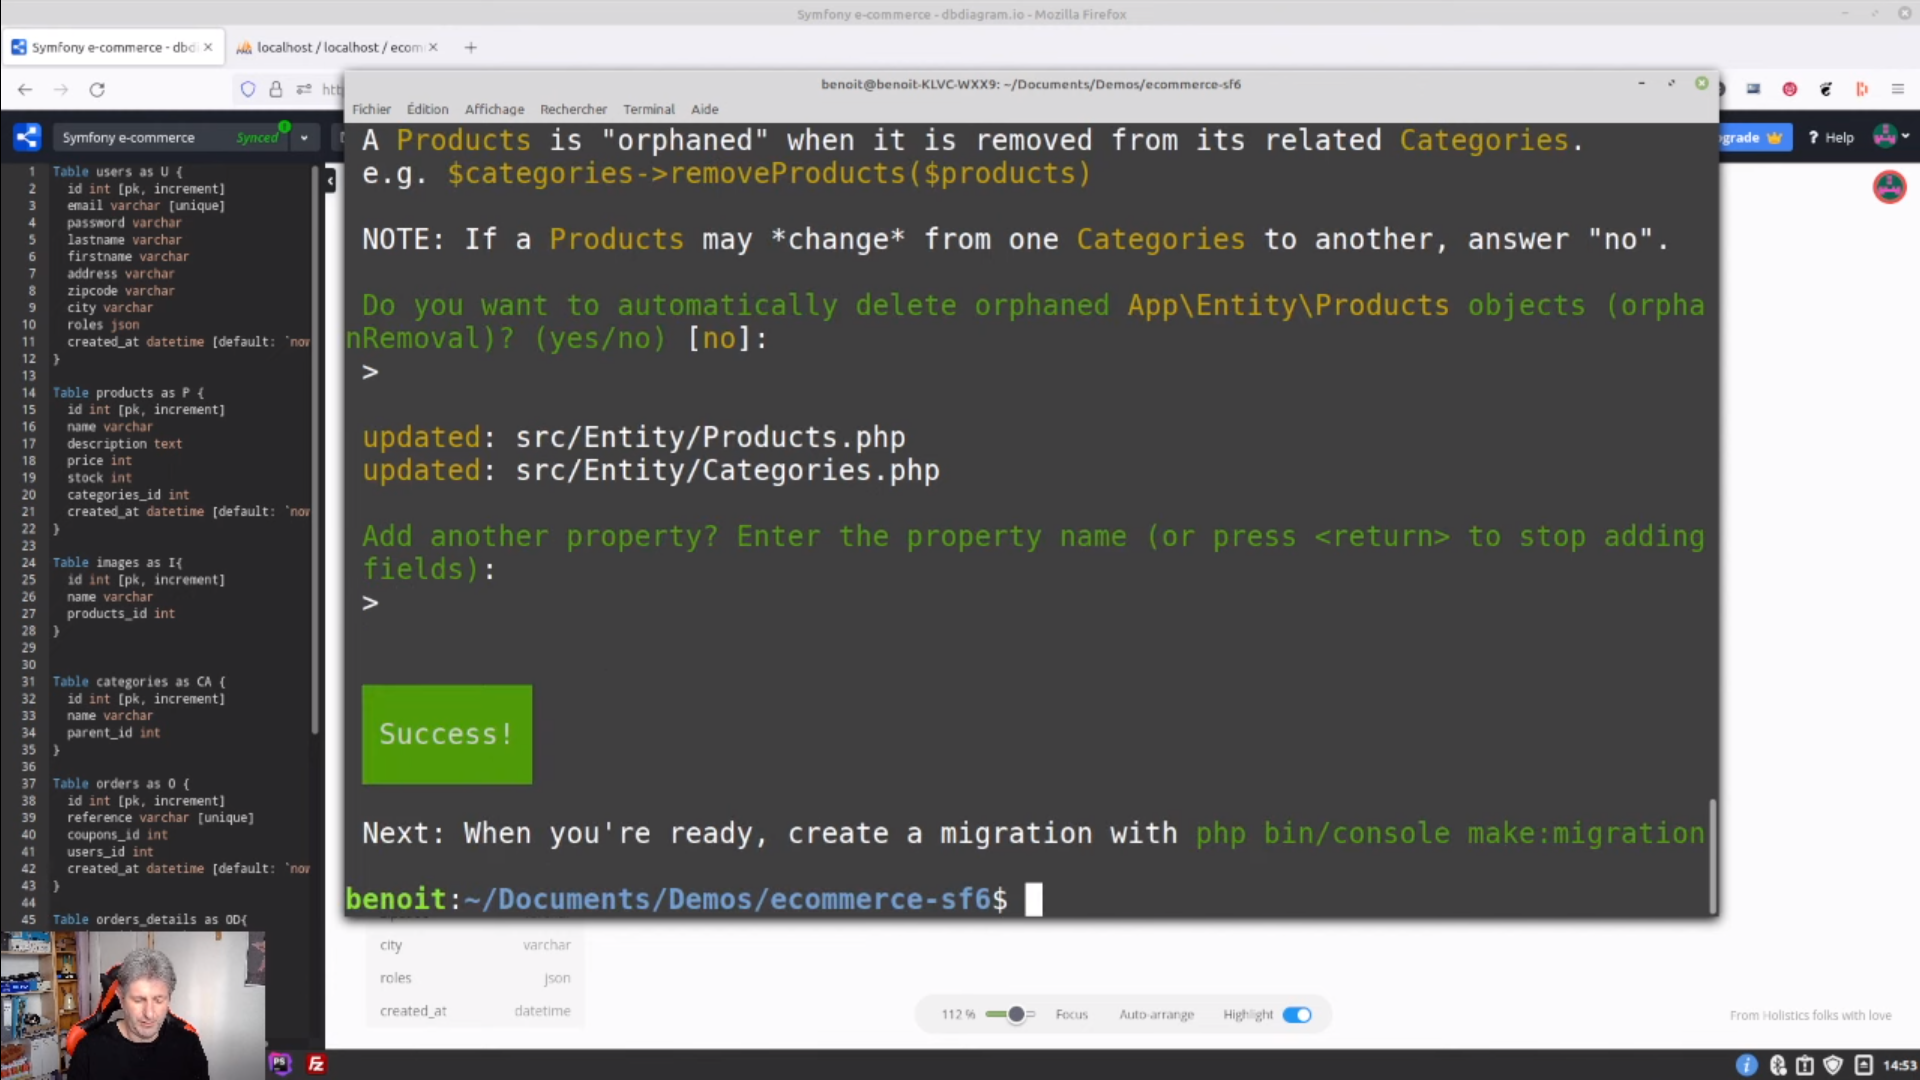 Symfony e-commerce - dbdiagram.io - Mozilla Firefox
Symfony e-commerce - dbdi
localhost / localhost / ecom
htt
benoit@benoit-KLVC-WXX9: ~/Documents/Demos/ecommerce-sf6
Fichier Édition Affichage Rechercher Terminal Aide
Symfony e-commerce Synced
grade ? Help
1 Table users as U {
2 id int [pk, increment]
3 email varchar [unique]
4 password varchar
5 lastname varchar
6 firstname varchar
7 address varchar
8 zipcode varchar
9 city varchar
10 roles json
11 created_at datetime [default: `now
12 }
13
14 Table products as P {
15 id int [pk, increment]
16 name varchar
17 description text
18 price int
19 stock int
20 categories_id int
21 created_at datetime [default: `now
22 }
23
24 Table images as I{
25 id int [pk, increment]
26 name varchar
27 products_id int
28 }
29
30
31 Table categories as CA {
32 id int [pk, increment]
33 name varchar
34 parent_id int
35 }
36
37 Table orders as O {
38 id int [pk, increment]
39 reference varchar [unique]
40 coupons_id int
41 users_id int
42 created_at datetime [default: `now
43 }
44
45 Table orders_details as OD{
A Products is "orphaned" when it is removed from its related Categories.
e.g. $categories->removeProducts($products)
NOTE: If a Products may *change* from one Categories to another, answer "no".
Do you want to automatically delete orphaned App\Entity\Products objects (orpha
nRemoval)? (yes/no) [no]:
>
updated: src/Entity/Products.php
updated: src/Entity/Categories.php
Add another property? Enter the property name (or press <return> to stop adding
fields):
>
Success!
Next: When you're ready, create a migration with php bin/console make:migration
benoit:~/Documents/Demos/ecommerce-sf6$
city varchar
roles json
created_at datetime
112 % Focus Auto-arrange Highlight
From Holistics folks with love
PS
FZ
14:53